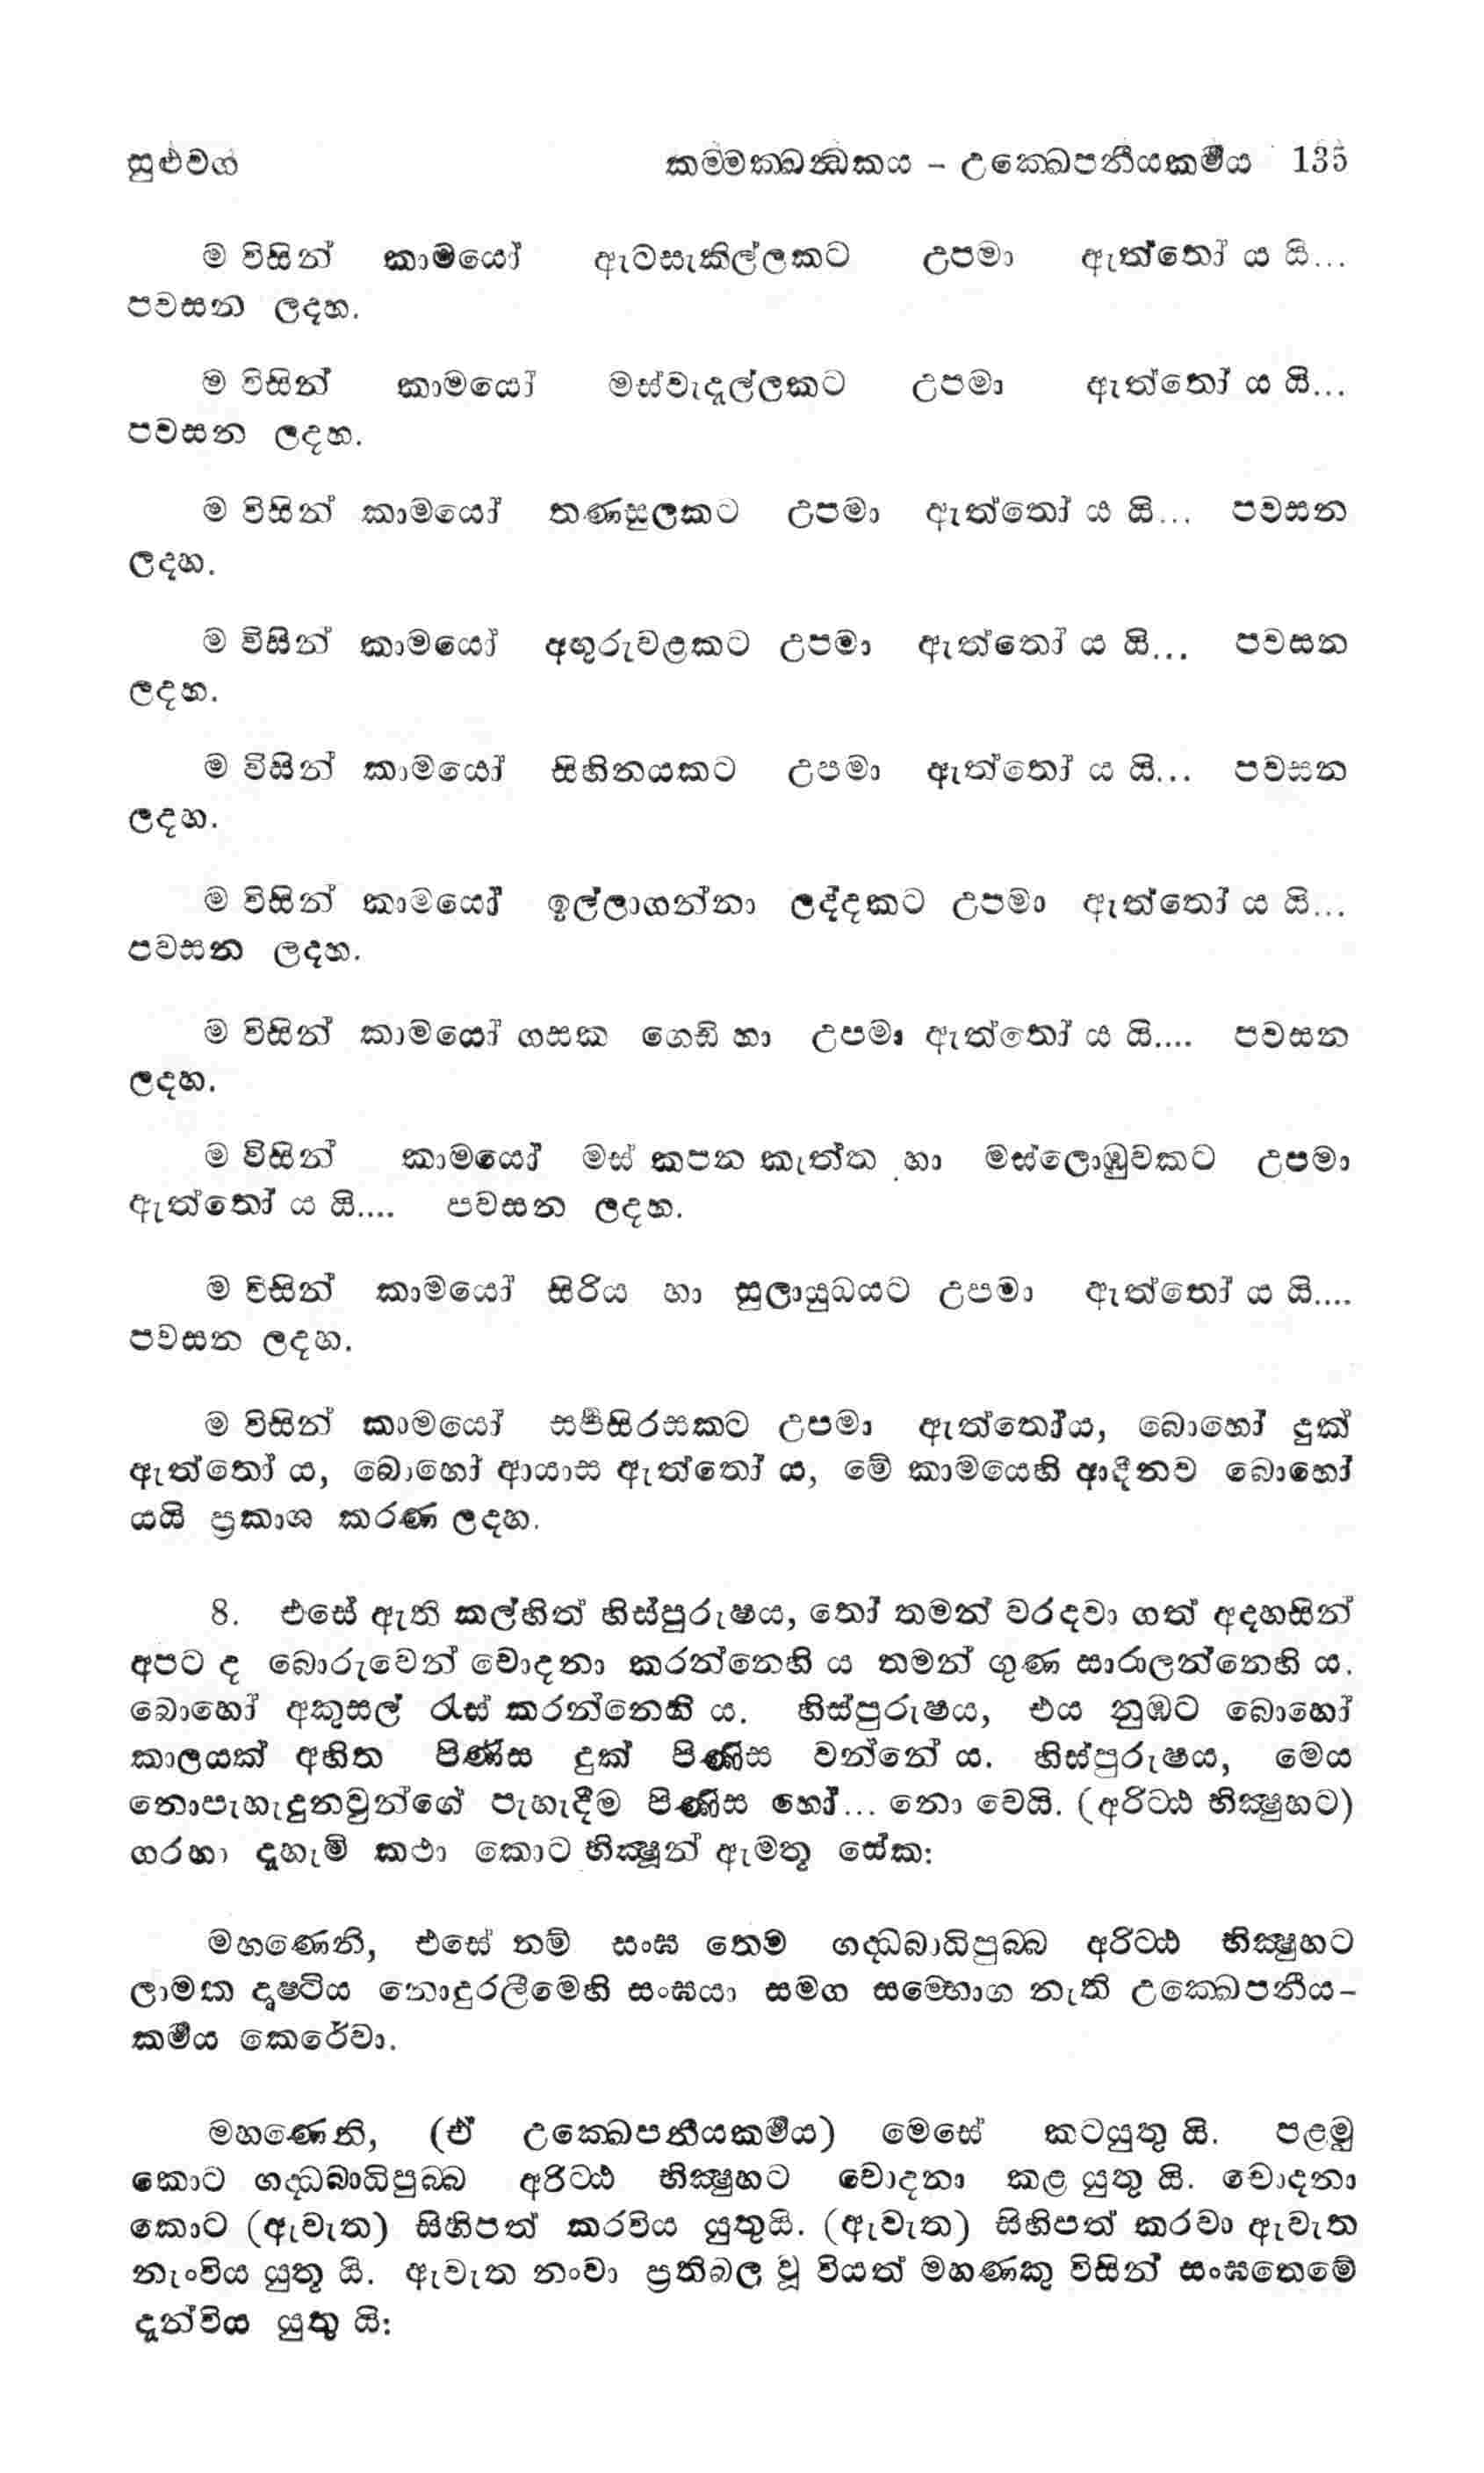 සුළුවග කම්මක්ඛන්ධකය – උක්ඛෙපනීයකර්‍මය 135
ම විසින් කාමයෝ ඇටසැකිල්ලකට උපමා ඇත්තෝ ය යි...
පවසන ලදහ.
ම විසින් කාමයෝ මස්වැදෑල්ලකට උපමා ඇත්තෝ ය යි...
පවසන ලදහ.
ම විසින් කාමයෝ තණසුලකට උපමා ඇත්තෝ ය යි... පවසන
ලදහ.
ම විසින් කාමයෝ අඟුරුවළකට උපමා ඇත්තෝ ය යි... පවසන
ලදහ.
ම විසින් කාමයෝ සිහිනයකට උපමා ඇත්තෝ ය යි... පවසන
ලදහ.
ම විසින් කාමයෝ ඉල්ලාගන්නා ලද්දකට උපමා ඇත්තෝ ය යි...
පවසන ලදහ.
ම විසින් කාමයෝ ගසක ගෙඩි හා උපමා ඇත්තෝ ය යි.... පවසන
ලදහ.
ම විසින් කාමයෝ මස් කපන කැත්ත හා මස්ලොඹුවකට උපමා
ඇත්තෝ ය යි.... පවසන ලදහ.
ම විසින් කාමයෝ සිරිය හා සුලායුධයට උපමා ඇත්තෝ ය යි....
පවසන ලදහ.
ම විසින් කාමයෝ සර්‍පසිරසකට උපමා ඇත්තෝය, බොහෝ දුක්
ඇත්තෝ ය, බොහෝ ආයාස ඇත්තෝ ය, මේ කාමයෙහි ආදීනව බොහෝ
යයි ප්‍රකාශ කරණ ලදහ.
8. එසේ ඇති කල්හිත් හිස්පුරුෂය, තෝ තමන් වරදවා ගත් අදහසින්
අපට ද බොරුවෙන් චොදනා කරන්නෙහි ය තමන් ගුණ සාරාලන්නෙහි ය.
බොහෝ අකුසල් රැස් කරන්නෙහි ය. හිස්පුරුෂය, එය නුඹට බොහෝ
කාලයක් අහිත පිණිස දුක් පිණිස වන්නේ ය. හිස්පුරුෂය, මෙය
නොපැහැදුනවුන්ගේ පැහැදීම පිණිස හෝ... නො වෙයි. (අරිට්ඨ භික්‍ෂුහට)
ගරහා දැහැමි කථා කොට භික්‍ෂූන් ඇමතූ සේක:
මහණෙනි, එසේ නම් සංඝ තෙම ගද්ධබාධිපුබ්බ අරිට්ඨ භික්‍ෂුහට
ලාමක දෘෂ්ටිය නොදුරලීමෙහි සංඝයා සමග සම්භොග නැති උක්ඛෙපනීය-
කර්‍මය කෙරේවා.
මහණෙනි, (ඒ උක්ඛෙපනීයකර්‍මය) මෙසේ කටයුතු යි. පළමු
කොට ගද්ධබාධිපුබ්බ අරිට්ඨ භික්‍ෂුහට චොදනා කළ යුතු යි. චොදනා
කොට (ඇවැත) සිහිපත් කරවිය යුතුයි. (ඇවැත) සිහිපත් කරවා ඇවැත
නැංවිය යුතු යි. ඇවැත නංවා ප්‍රතිබල වූ වියත් මහණකු විසින් සංඝතෙමේ
දැන්විය යුතු යි: